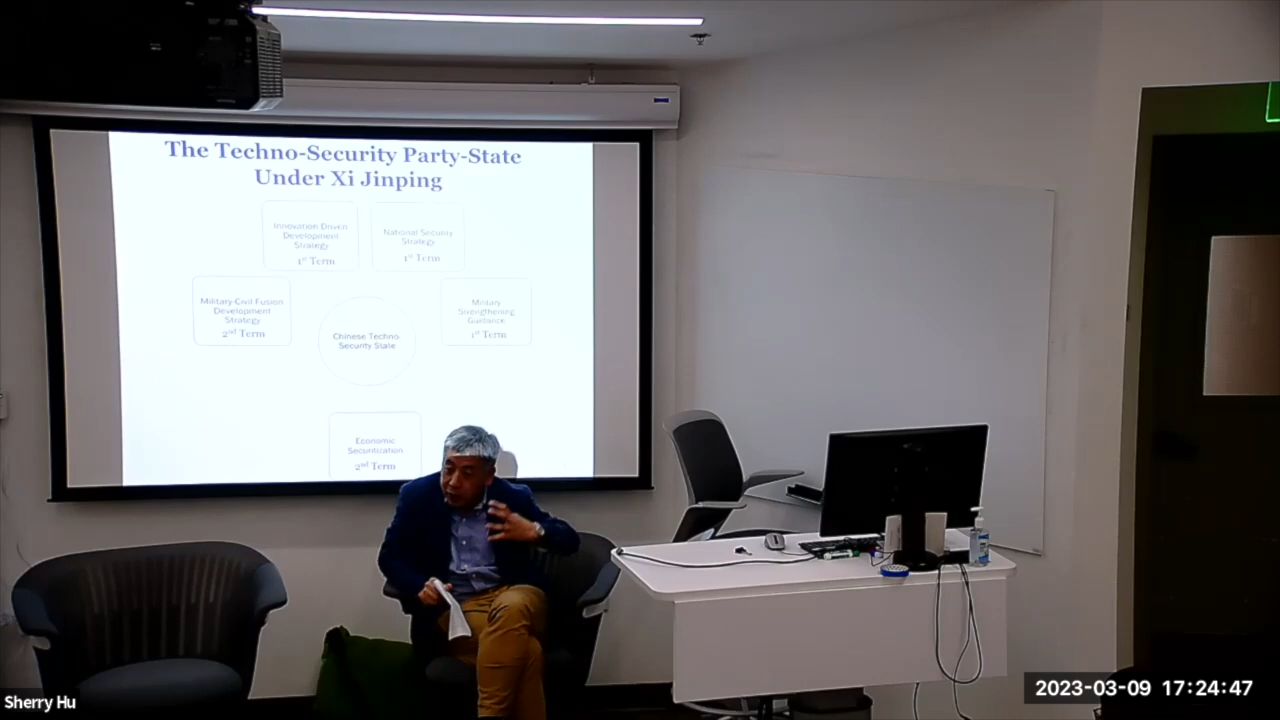 The Techno-Security Party-State
Under Xi Jinping
Innovation Driven
Development
Strategy
1st Term
National Security
Strategy
1st Term
Military-Civil Fusion
Development
Strategy
2nd Term
Military
Strengthening
Guidance
1st Term
Chinese Techno-
Security State
Economic
Securitization
2nd Term
Sherry Hu
2023-03-09 17:24:47